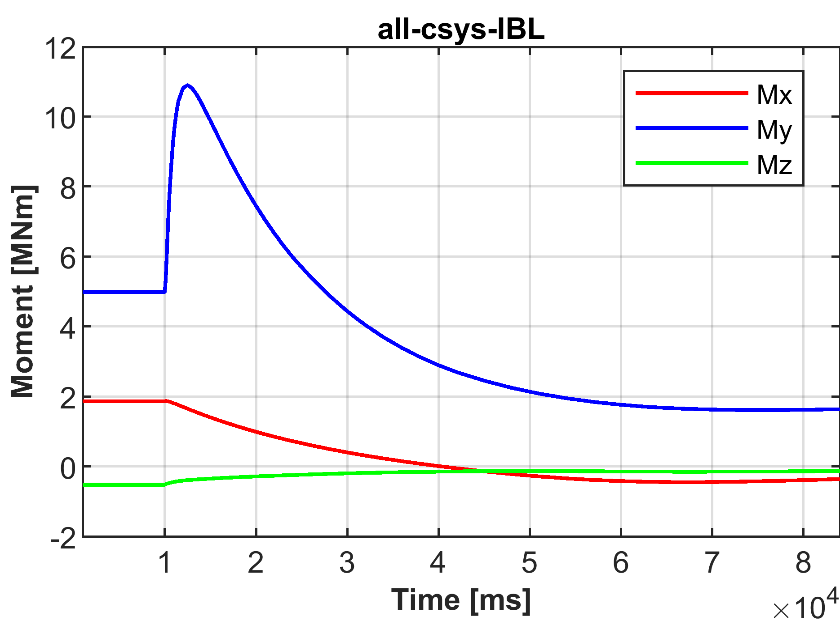 all-csys-IBL
12
10
8
6
4
2
0
-2
Moment [MNm]
Mx
My
Mz
1 2 3 4 5 6 7 8
Time [ms]
×10⁴